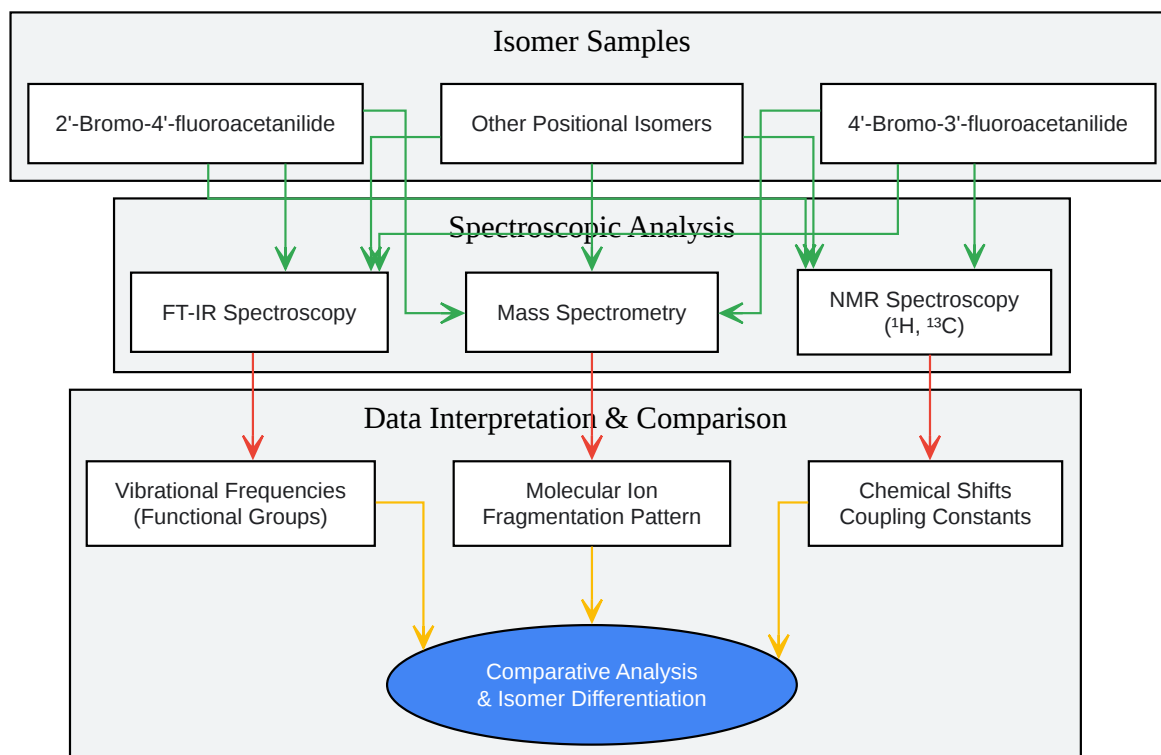 Isomer Samples
2'-Bromo-4'-fluoroacetanilide
Other Positional Isomers
4'-Bromo-3'-fluoroacetanilide
Spectroscopic Analysis
FT-IR Spectroscopy
Mass Spectrometry
NMR Spectroscopy
(¹H, ¹³C)
Data Interpretation & Comparison
Vibrational Frequencies
(Functional Groups)
Molecular Ion
Fragmentation Pattern
Chemical Shifts
Coupling Constants
Comparative Analysis
& Isomer Differentiation